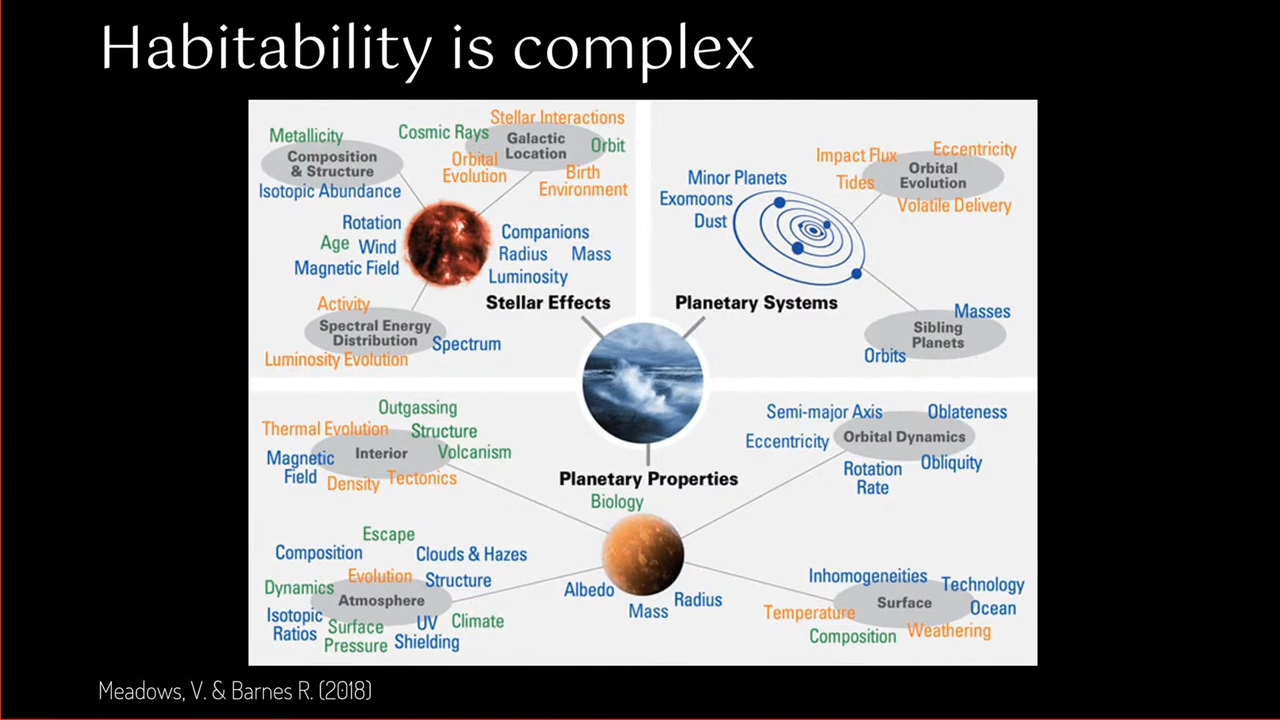 Habitability is complex
Metallicity
Composition
& Structure
Isotopic Abundance
Cosmic Rays
Stellar Interactions
Galactic
Location
Orbit
Orbital
Evolution
Birth
Environment
Rotation
Age
Wind
Magnetic Field
Companions
Radius
Mass
Luminosity
Stellar Effects
Activity
Spectral Energy
Distribution
Spectrum
Luminosity Evolution
Minor Planets
Exomoons
Dust
Impact Flux
Eccentricity
Orbital
Evolution
Tides
Volatile Delivery
Planetary Systems
Masses
Sibling
Planets
Orbits
Outgassing
Thermal Evolution
Structure
Interior
Volcanism
Magnetic
Field
Density
Tectonics
Planetary Properties
Biology
Semi-major Axis
Oblateness
Eccentricity
Orbital Dynamics
Rotation
Rate
Obliquity
Escape
Composition
Clouds & Hazes
Dynamics
Evolution
Structure
Atmosphere
Isotopic
Ratios
Surface
Pressure
UV
Shielding
Climate
Albedo
Mass
Radius
Inhomogeneities
Technology
Surface
Ocean
Temperature
Composition
Weathering
Meadows, V. & Barnes R. (2018)